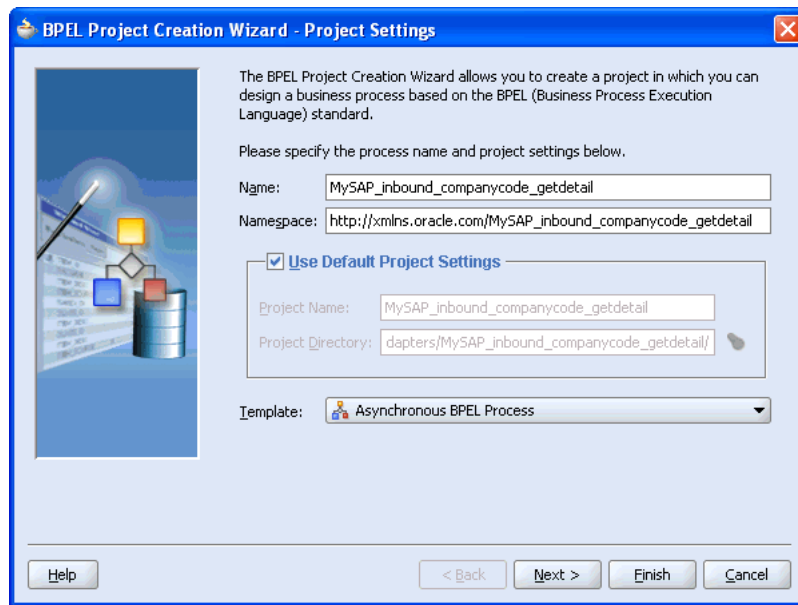 BPEL Project Creation Wizard - Project Settings
The BPEL Project Creation Wizard allows you to create a project in which you can
design a business process based on the BPEL (Business Process Execution
Language) standard.
Please specify the process name and project settings below.
Name: MySAP_inbound_companycode_getdetail
Namespace: http://xmlns.oracle.com/MySAP_inbound_companycode_getdetail
Use Default Project Settings
Project Name: MySAP_inbound_companycode_getdetail
Project Directory: dapters/MySAP_inbound_companycode_getdetail/
Template: Asynchronous BPEL Process
Help < Back Next > Finish Cancel